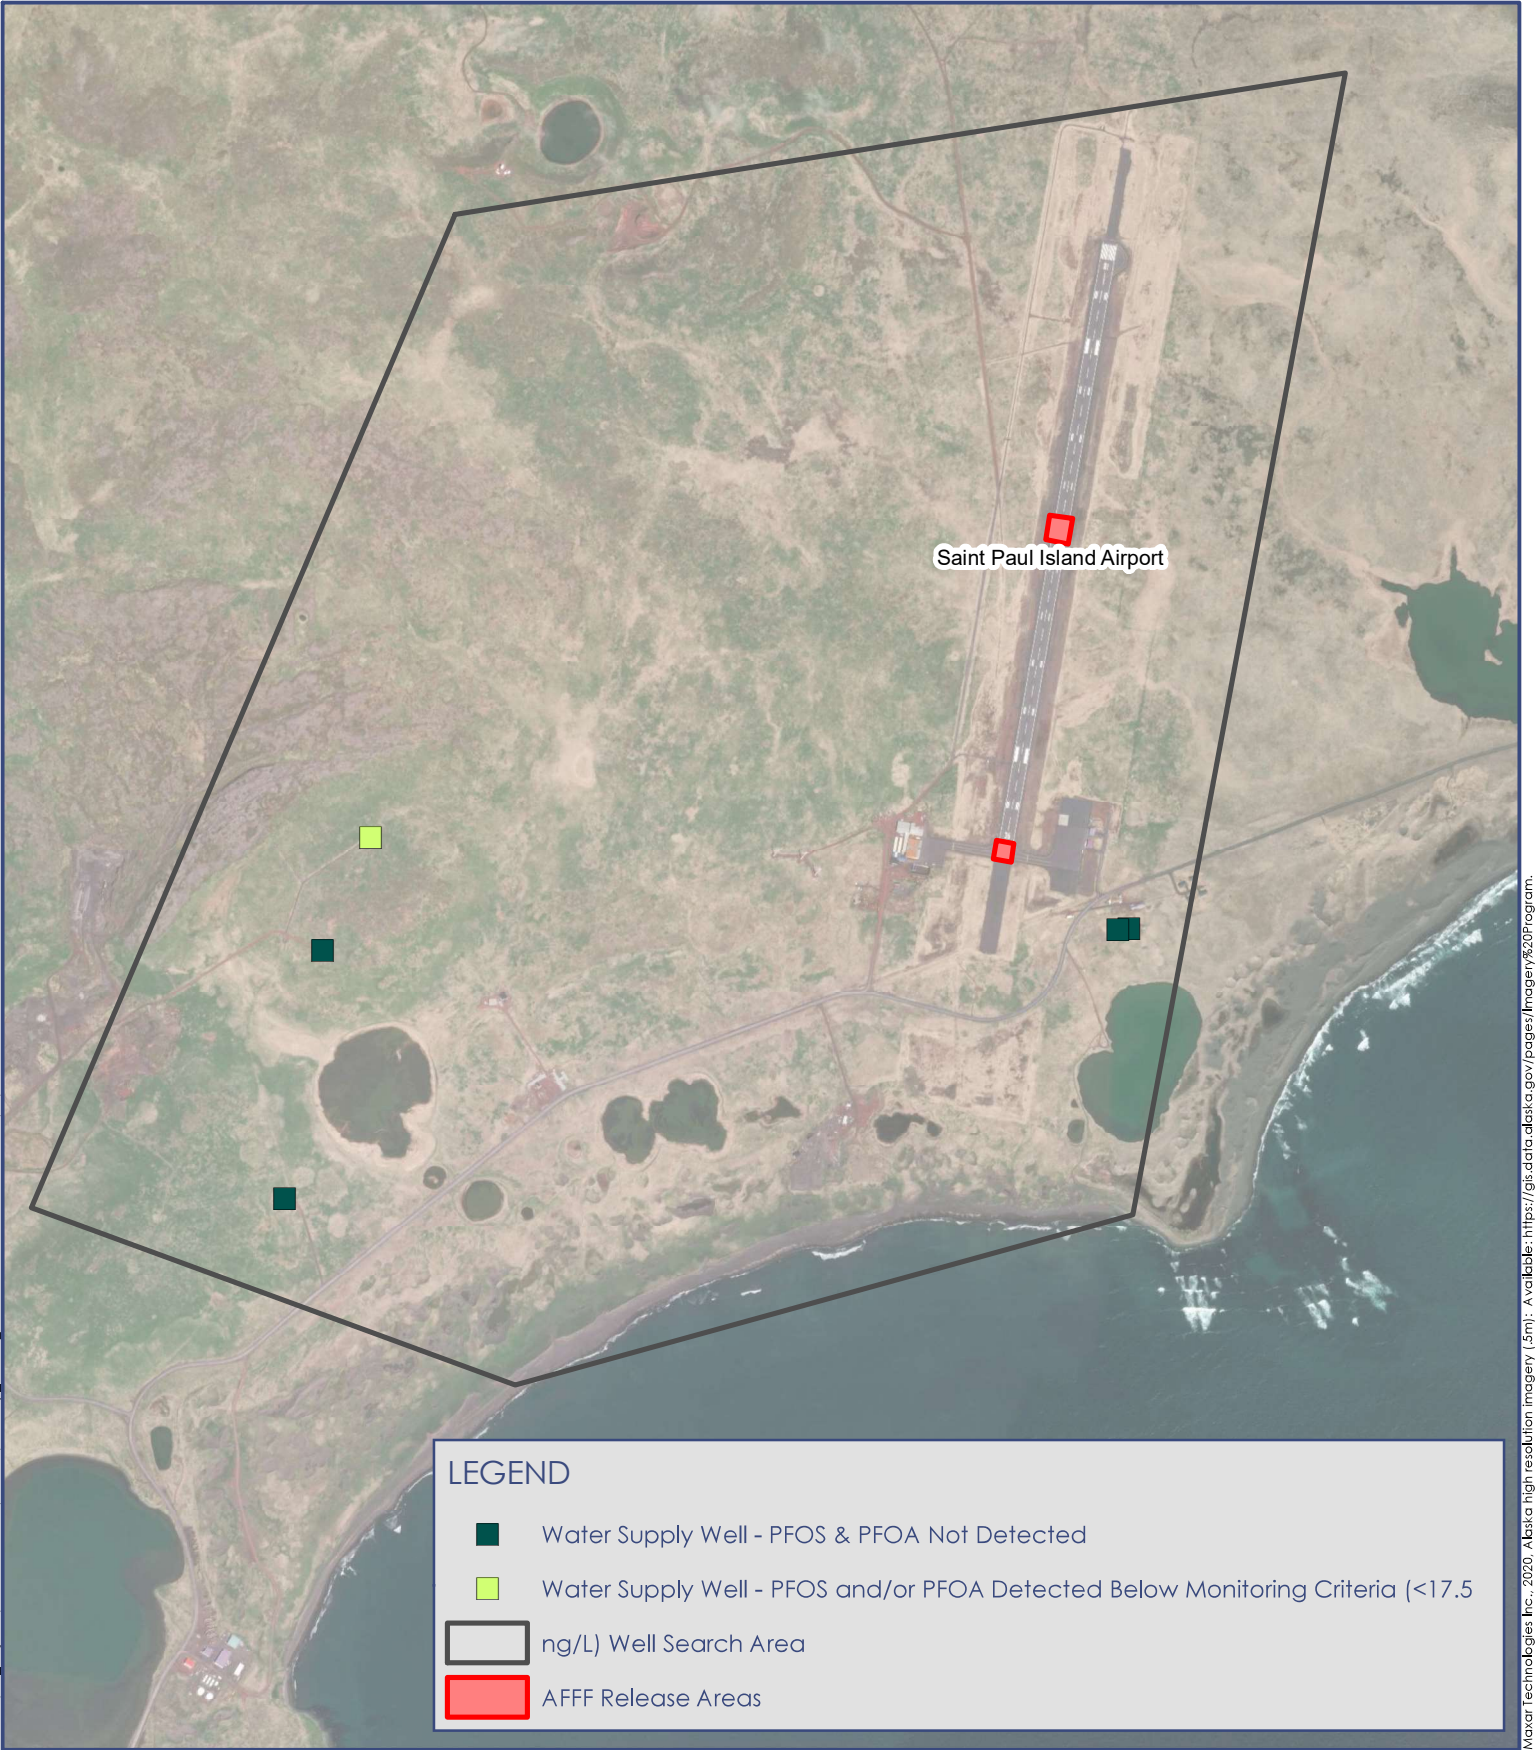 Saint Paul Island Airport
LEGEND
Water Supply Well - PFOS & PFOA Not Detected
Water Supply Well - PFOS and/or PFOA Detected Below Monitoring Criteria (<17.5
ng/L) Well Search Area
AFFF Release Areas
Maxar Technologies Inc., 2020, Alaska high resolution imagery (.5m): Available: https://gis.data.alaska.gov/pages/Imagery%20Program.